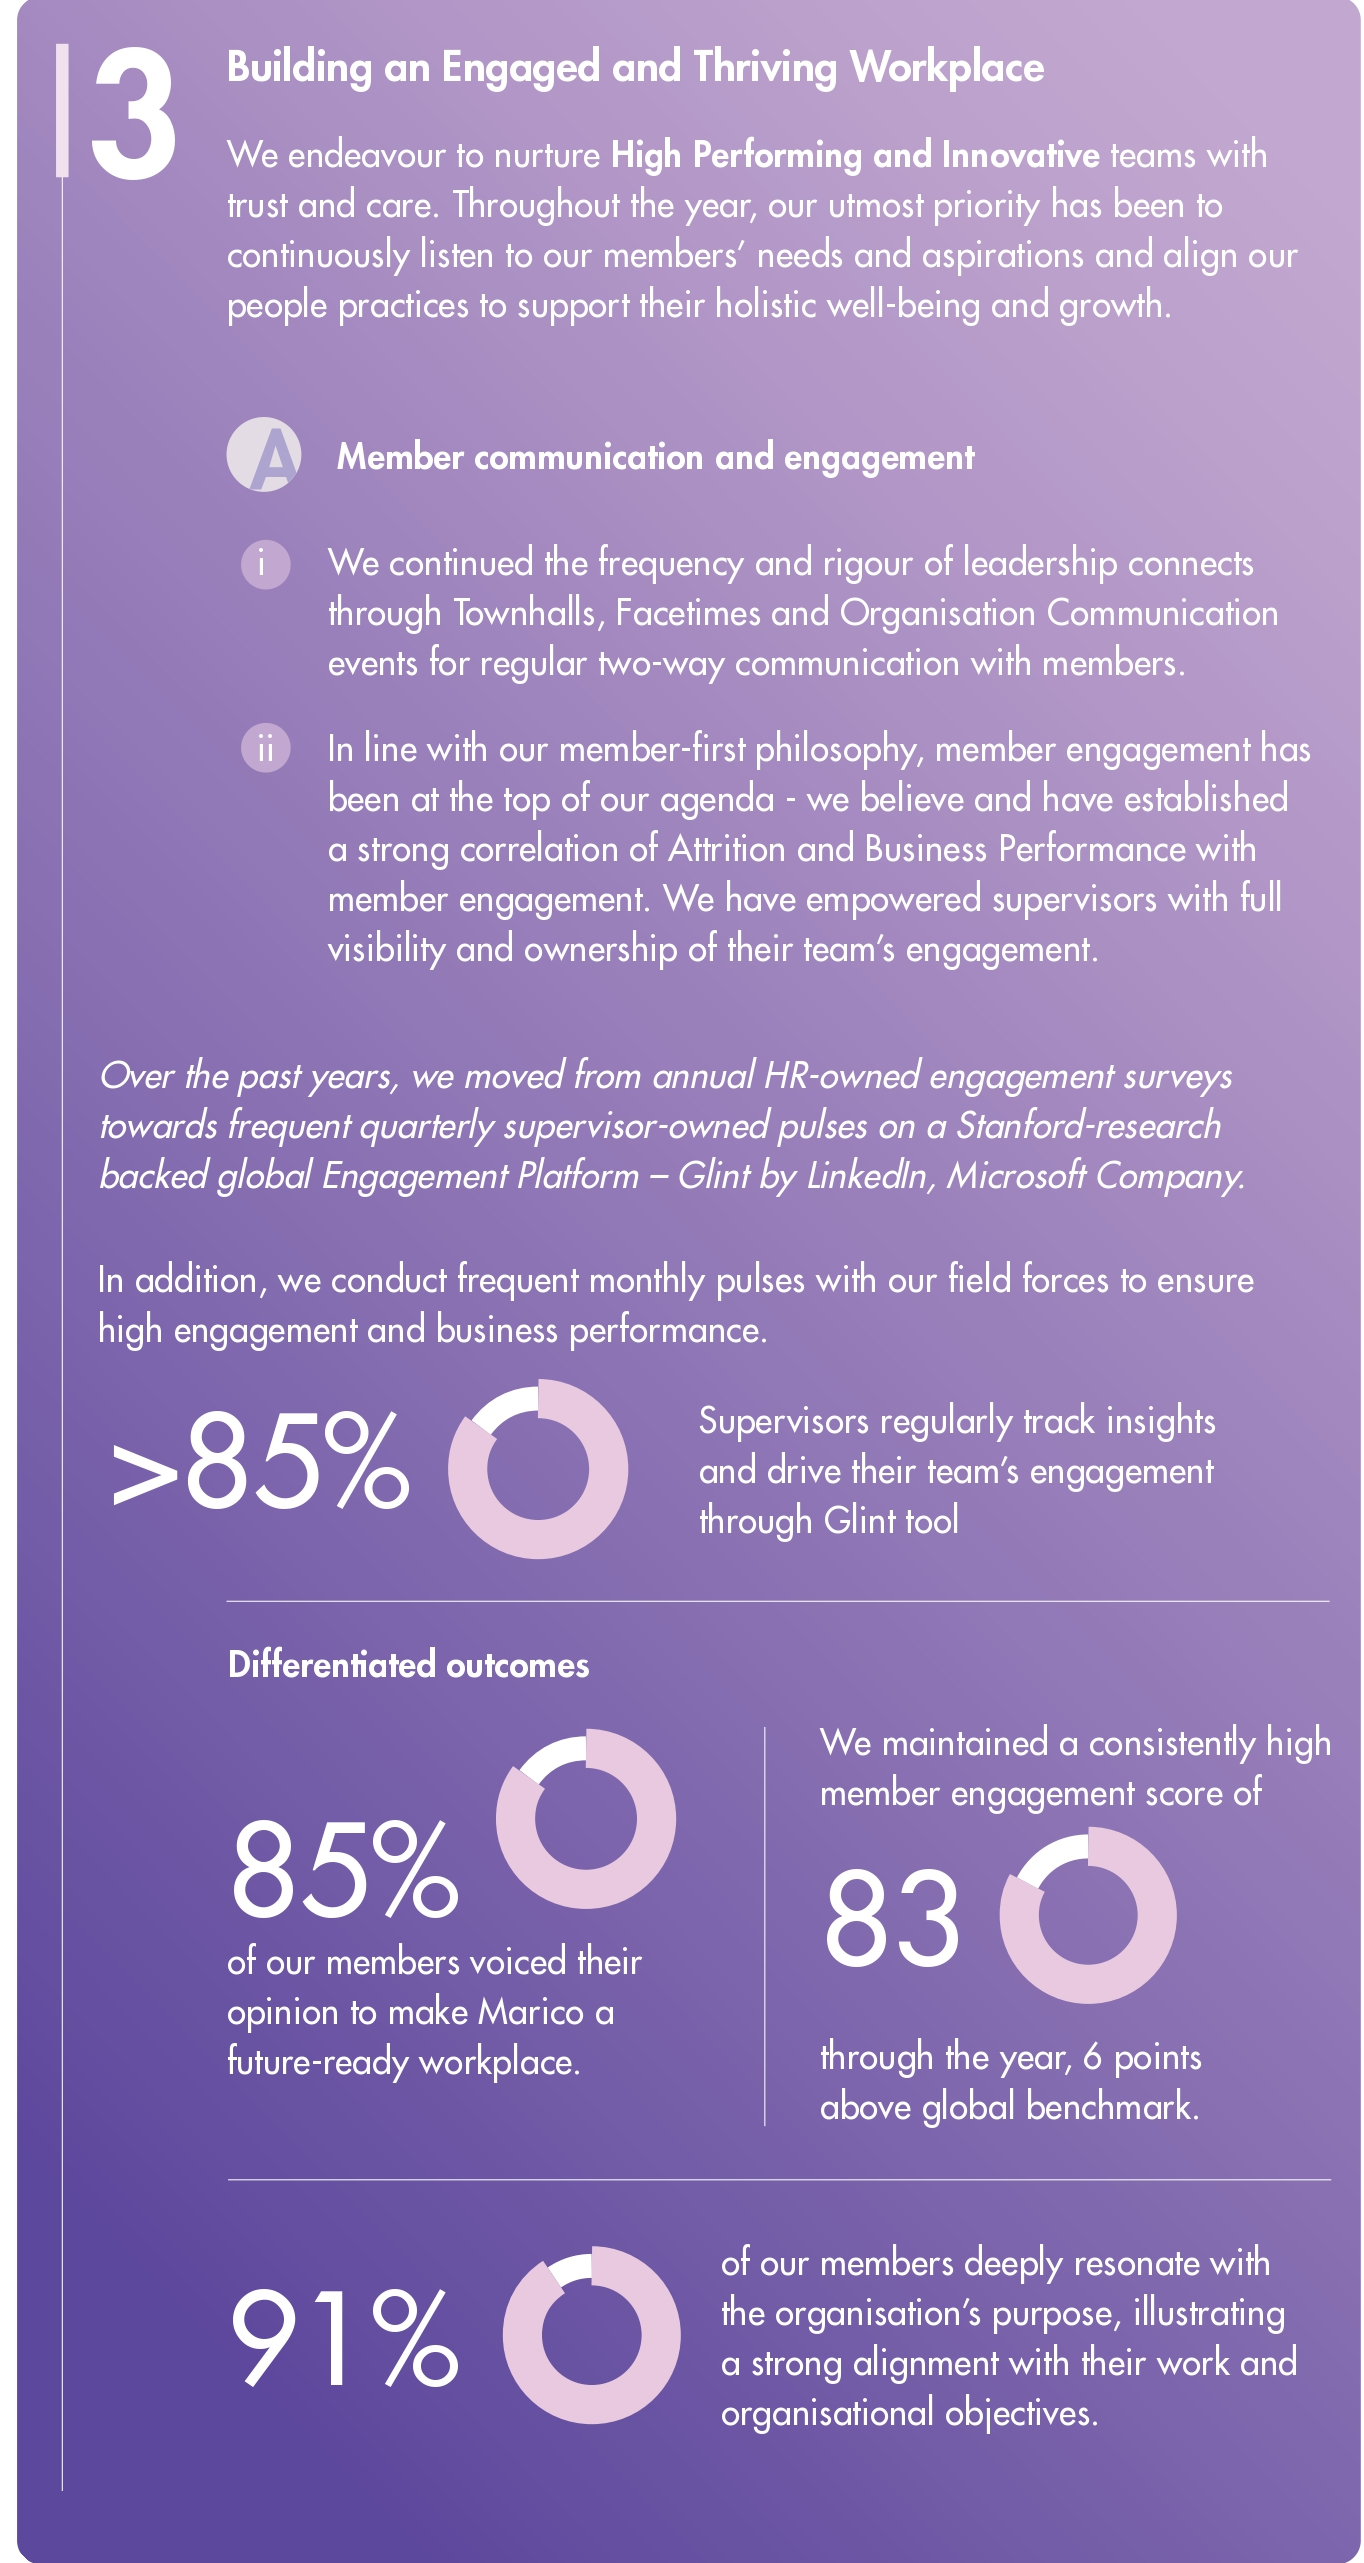 3
Building an Engaged and Thriving Workplace
We endeavour to nurture High Performing and Innovative teams with
trust and care. Throughout the year, our utmost priority has been to
continuously listen to our members’ needs and aspirations and align our
people practices to support their holistic well-being and growth.
A
Member communication and engagement
i
We continued the frequency and rigour of leadership connects
through Townhalls, Facetimes and Organisation Communication
events for regular two-way communication with members.
ii
In line with our member-first philosophy, member engagement has
been at the top of our agenda - we believe and have established
a strong correlation of Attrition and Business Performance with
member engagement. We have empowered supervisors with full
visibility and ownership of their team’s engagement.
Over the past years, we moved from annual HR-owned engagement surveys
towards frequent quarterly supervisor-owned pulses on a Stanford-research
backed global Engagement Platform – Glint by LinkedIn, Microsoft Company.
In addition, we conduct frequent monthly pulses with our field forces to ensure
high engagement and business performance.
>85%
Supervisors regularly track insights
and drive their team’s engagement
through Glint tool
Differentiated outcomes
85%
of our members voiced their
opinion to make Marico a
future-ready workplace.
We maintained a consistently high
member engagement score of
83
through the year, 6 points
above global benchmark.
91%
of our members deeply resonate with
the organisation’s purpose, illustrating
a strong alignment with their work and
organisational objectives.